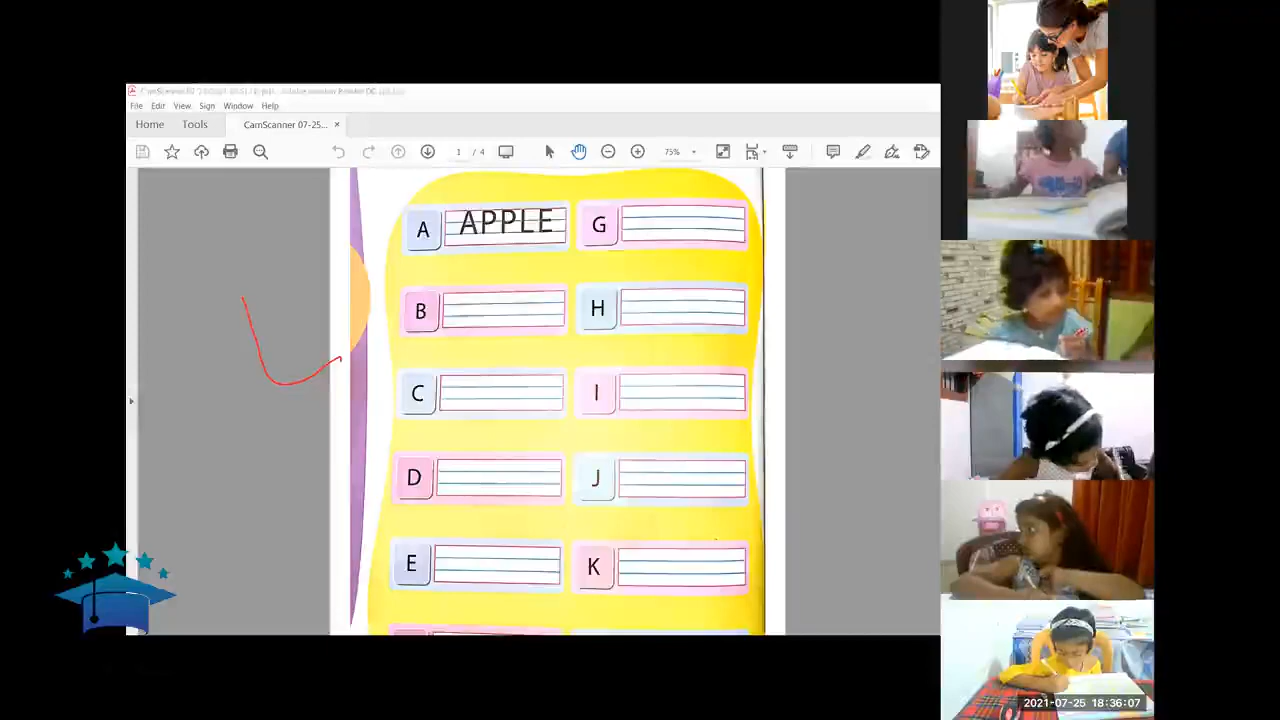 File Edit View Sign Window Help
Home Tools CamScanner 07-25... ×
1 / 4 75%
A APPLE G
B H
C I
D J
E K
2021-07-25 18:36:07